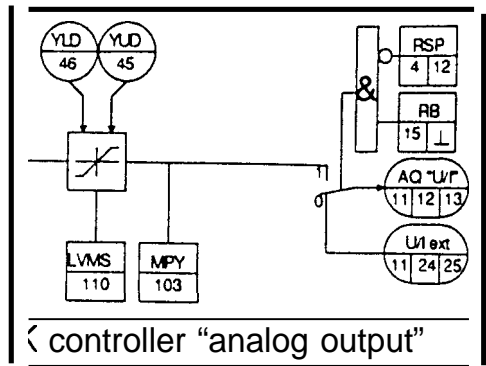 YLD YUD
46 45
RSP
4 12
&
RB
15
1
0
AQ "U/I"
11 12 13
U/I ext
11 24 25
LVMS MPY
110 103
K controller “analog output”